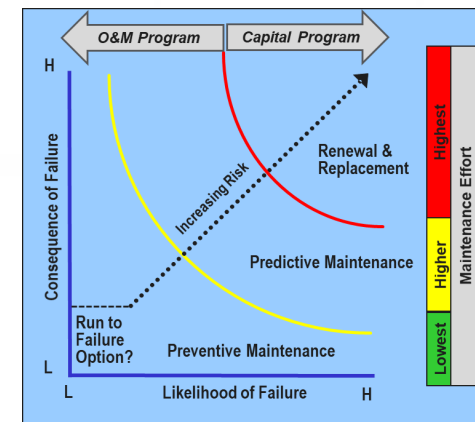 O&M Program
Capital Program
H
Consequence of Failure
Increasing Risk
Renewal &
Replacement
Predictive Maintenance
Run to
Failure
Option?
Preventive Maintenance
L
L
Likelihood of Failure
H
Highest
Higher
Lowest
Maintenance Effort